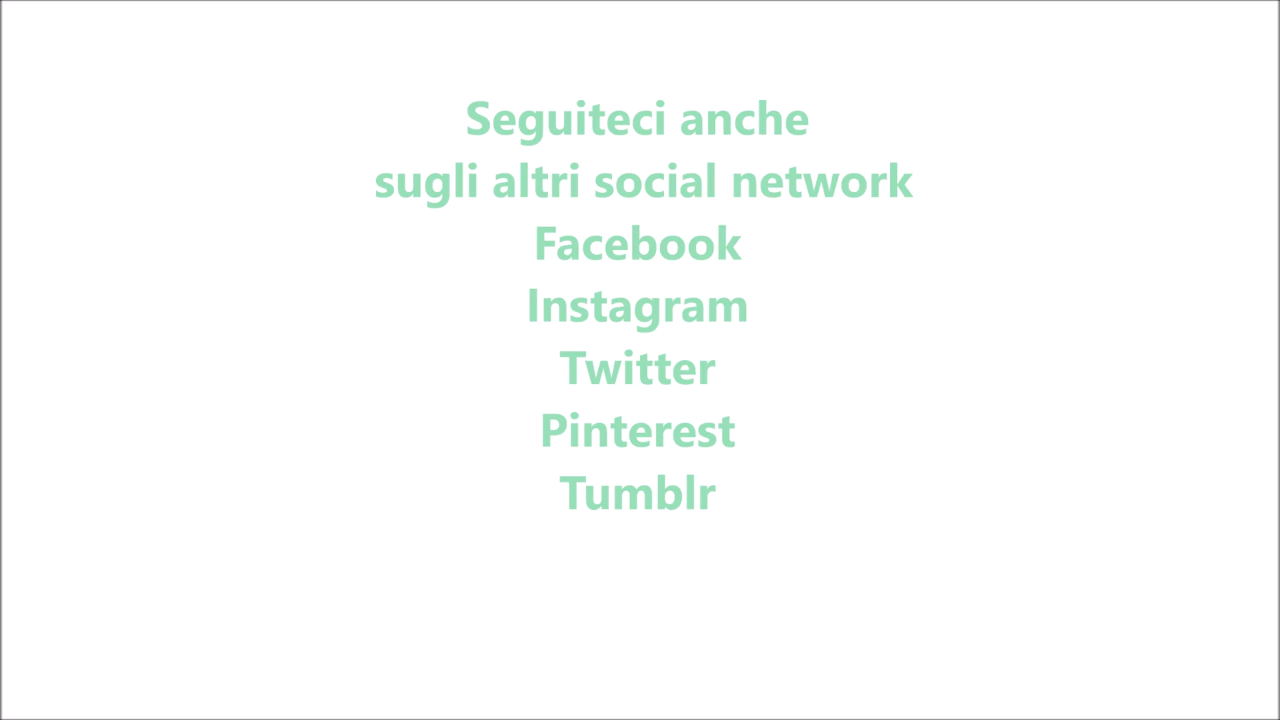 Seguiteci anche
sugli altri social network
Facebook
Instagram
Twitter
Pinterest
Tumblr